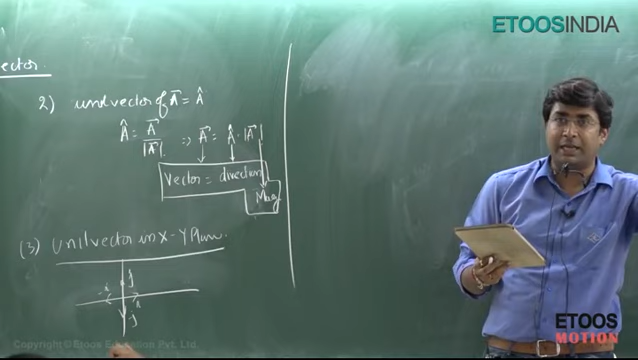 ETOOSINDIA
ector.
2) unit vector of A⃗ = Â
Â = A⃗ / |A⃗| ⇒ A⃗ = Â · |A⃗|
Vector = direction
Mag
(3) Unit vector in X-Y Plane.
ĵ
-î î
-ĵ
Copyright © Etoos Education Pvt. Ltd.
ETOOS
MOTION